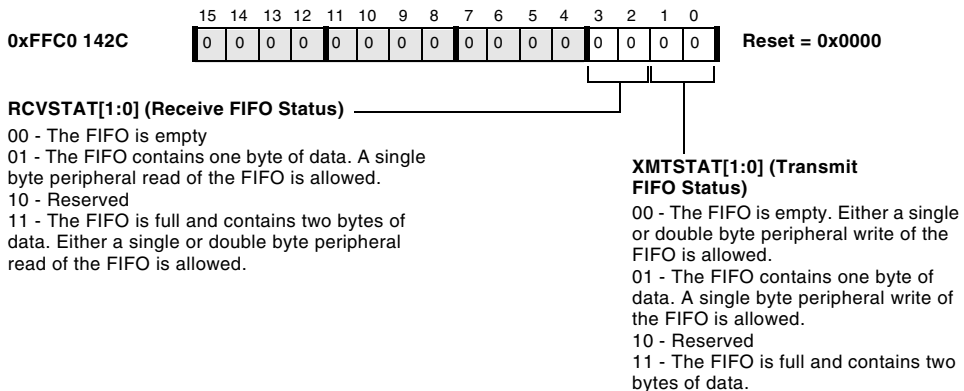 15 14 13 12 11 10 9 8 7 6 5 4 3 2 1 0
0xFFC0 142C 0 0 0 0 0 0 0 0 0 0 0 0 0 0 0 0 Reset = 0x0000
RCVSTAT[1:0] (Receive FIFO Status)
00 - The FIFO is empty
01 - The FIFO contains one byte of data. A single
byte peripheral read of the FIFO is allowed.
10 - Reserved
11 - The FIFO is full and contains two bytes of
data. Either a single or double byte peripheral
read of the FIFO is allowed.
XMTSTAT[1:0] (Transmit
FIFO Status)
00 - The FIFO is empty. Either a single
or double byte peripheral write of the
FIFO is allowed.
01 - The FIFO contains one byte of
data. A single byte peripheral write of
the FIFO is allowed.
10 - Reserved
11 - The FIFO is full and contains two
bytes of data.